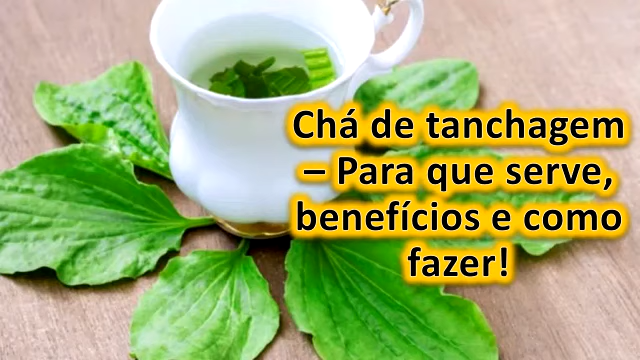 Chá de tanchagem
– Para que serve,
benefícios e como
fazer!